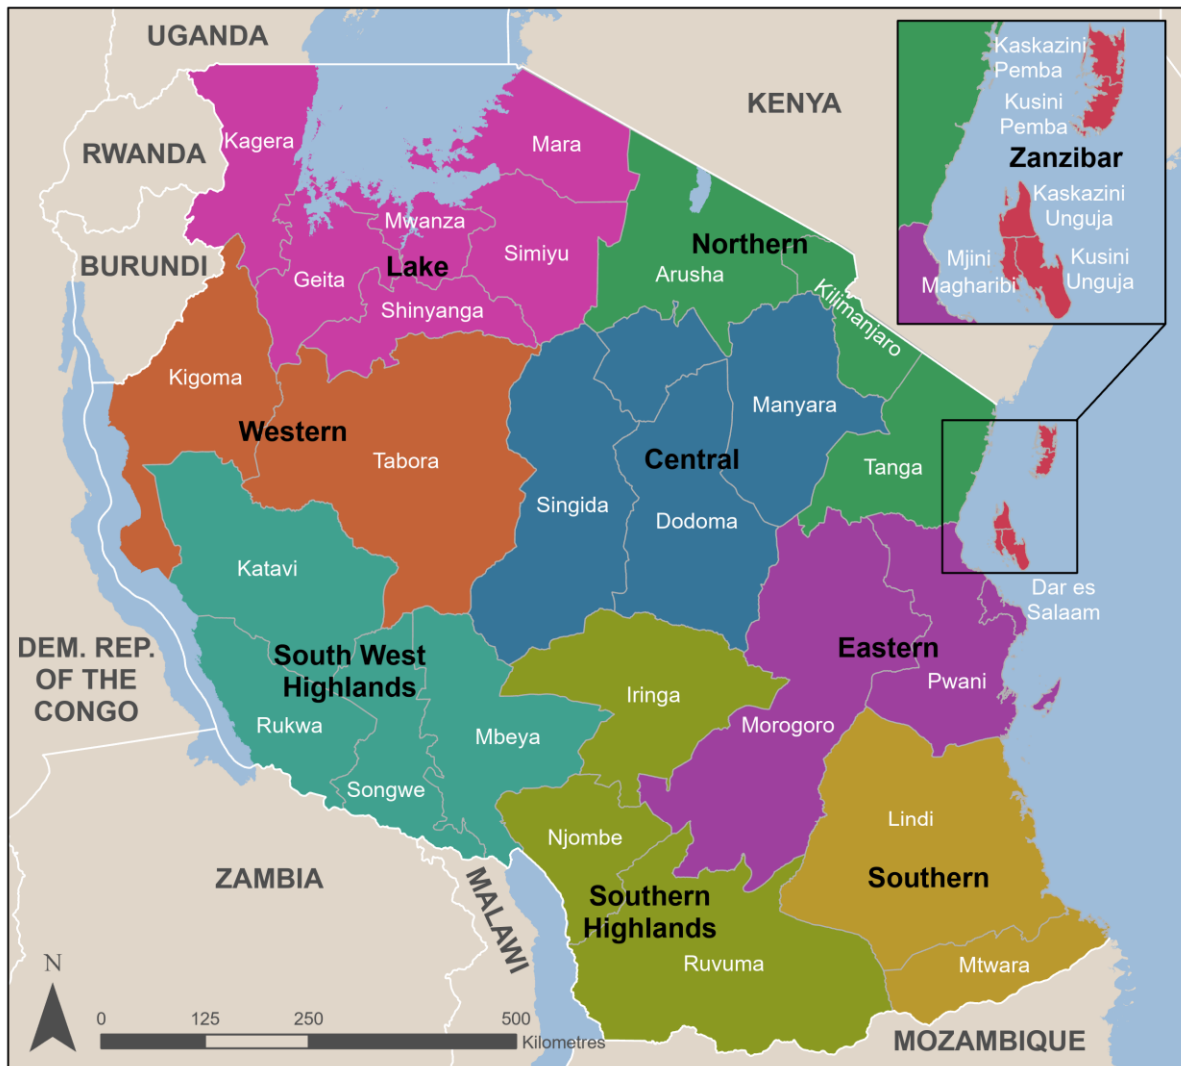 UGANDA
KENYA
RWANDA
BURUNDI
DEM. REP.
OF THE
CONGO
ZAMBIA
MALAWI
MOZAMBIQUE
Kagera
Mara
Mwanza
Simiyu
Geita
Lake
Shinyanga
Northern
Arusha
Kilimanjaro
Tanga
Kigoma
Western
Tabora
Manyara
Central
Singida
Dodoma
Katavi
South West
Highlands
Rukwa
Mbeya
Songwe
Iringa
Njombe
Southern
Highlands
Ruvuma
Eastern
Pwani
Morogoro
Dar es
Salaam
Lindi
Southern
Mtwara
Kaskazini
Pemba
Kusini
Pemba
Zanzibar
Kaskazini
Unguja
Mjini
Magharibi
Kusini
Unguja
N
0 125 250 500
Kilometres